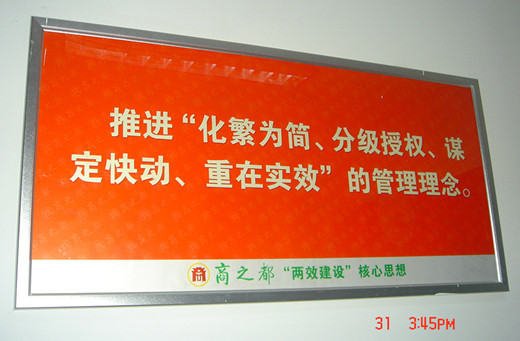 推进“化繁为简、分级授权、谋
定快动、重在实效”的管理理念。
商之都“两效建设”核心思想
31 3:45PM